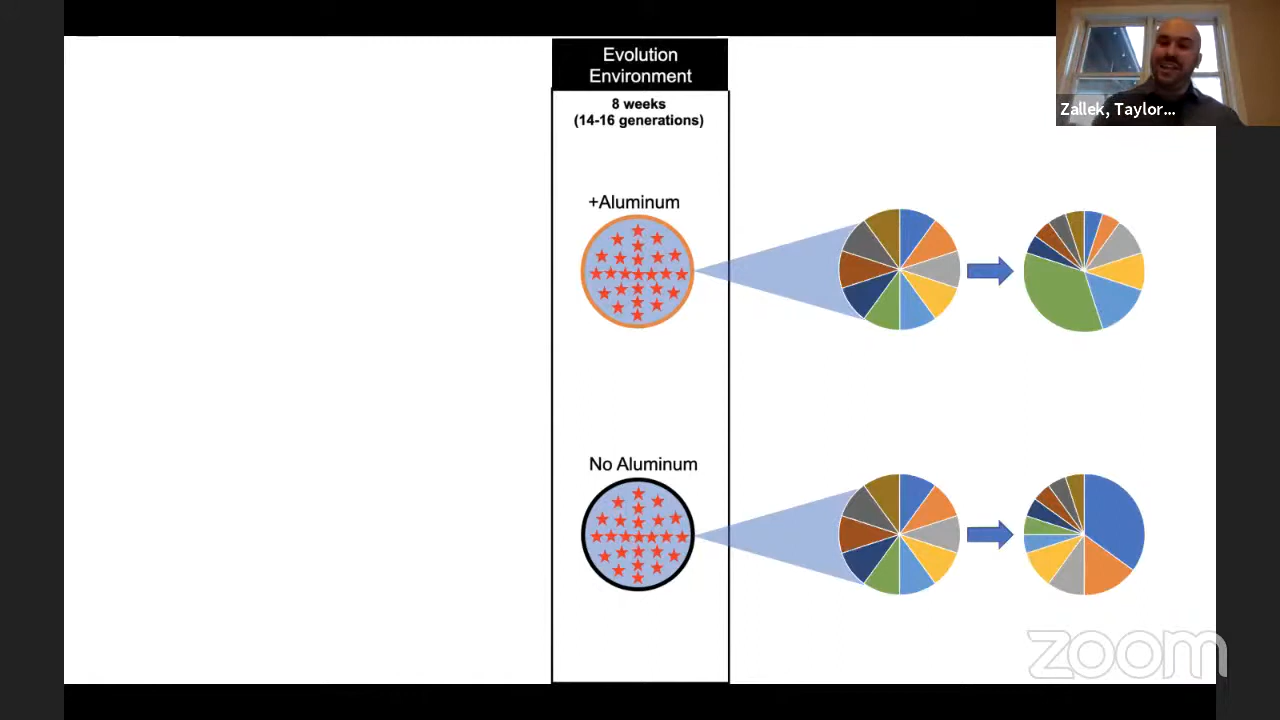 Evolution
Environment
8 weeks
(14-16 generations)
+Aluminum
No Aluminum
Zallek, Taylor...
zoom